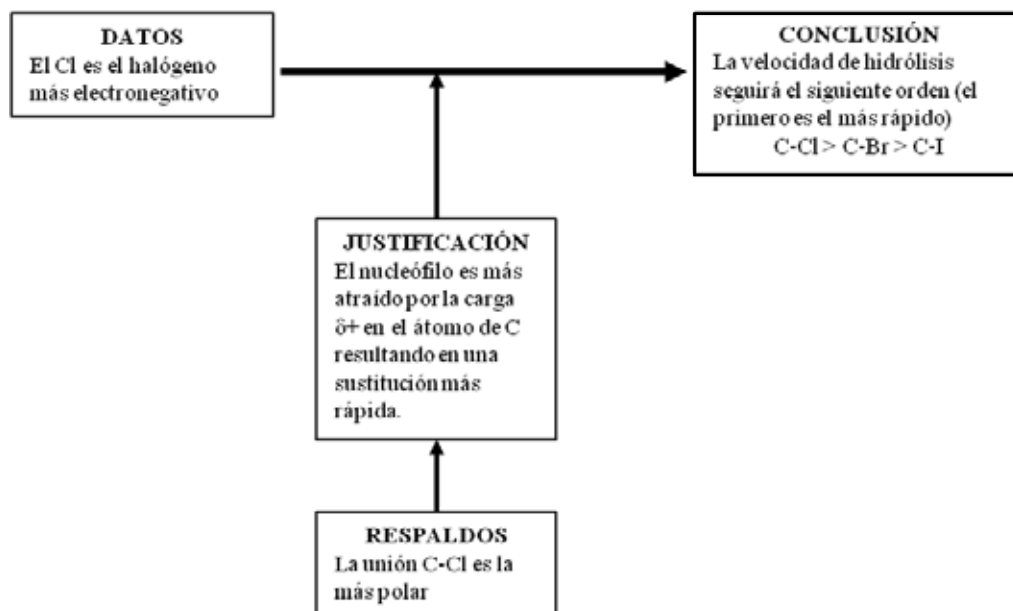 DATOS
El Cl es el halógeno
más electronegativo
CONCLUSIÓN
La velocidad de hidrólisis
seguirá el siguiente orden (el
primero es el más rápido)
C-Cl > C-Br > C-I
JUSTIFICACIÓN
El nucleófilo es más
atraído por la carga
δ+ en el átomo de C
resultando en una
sustitución más
rápida.
RESPALDOS
La unión C-Cl es la
más polar